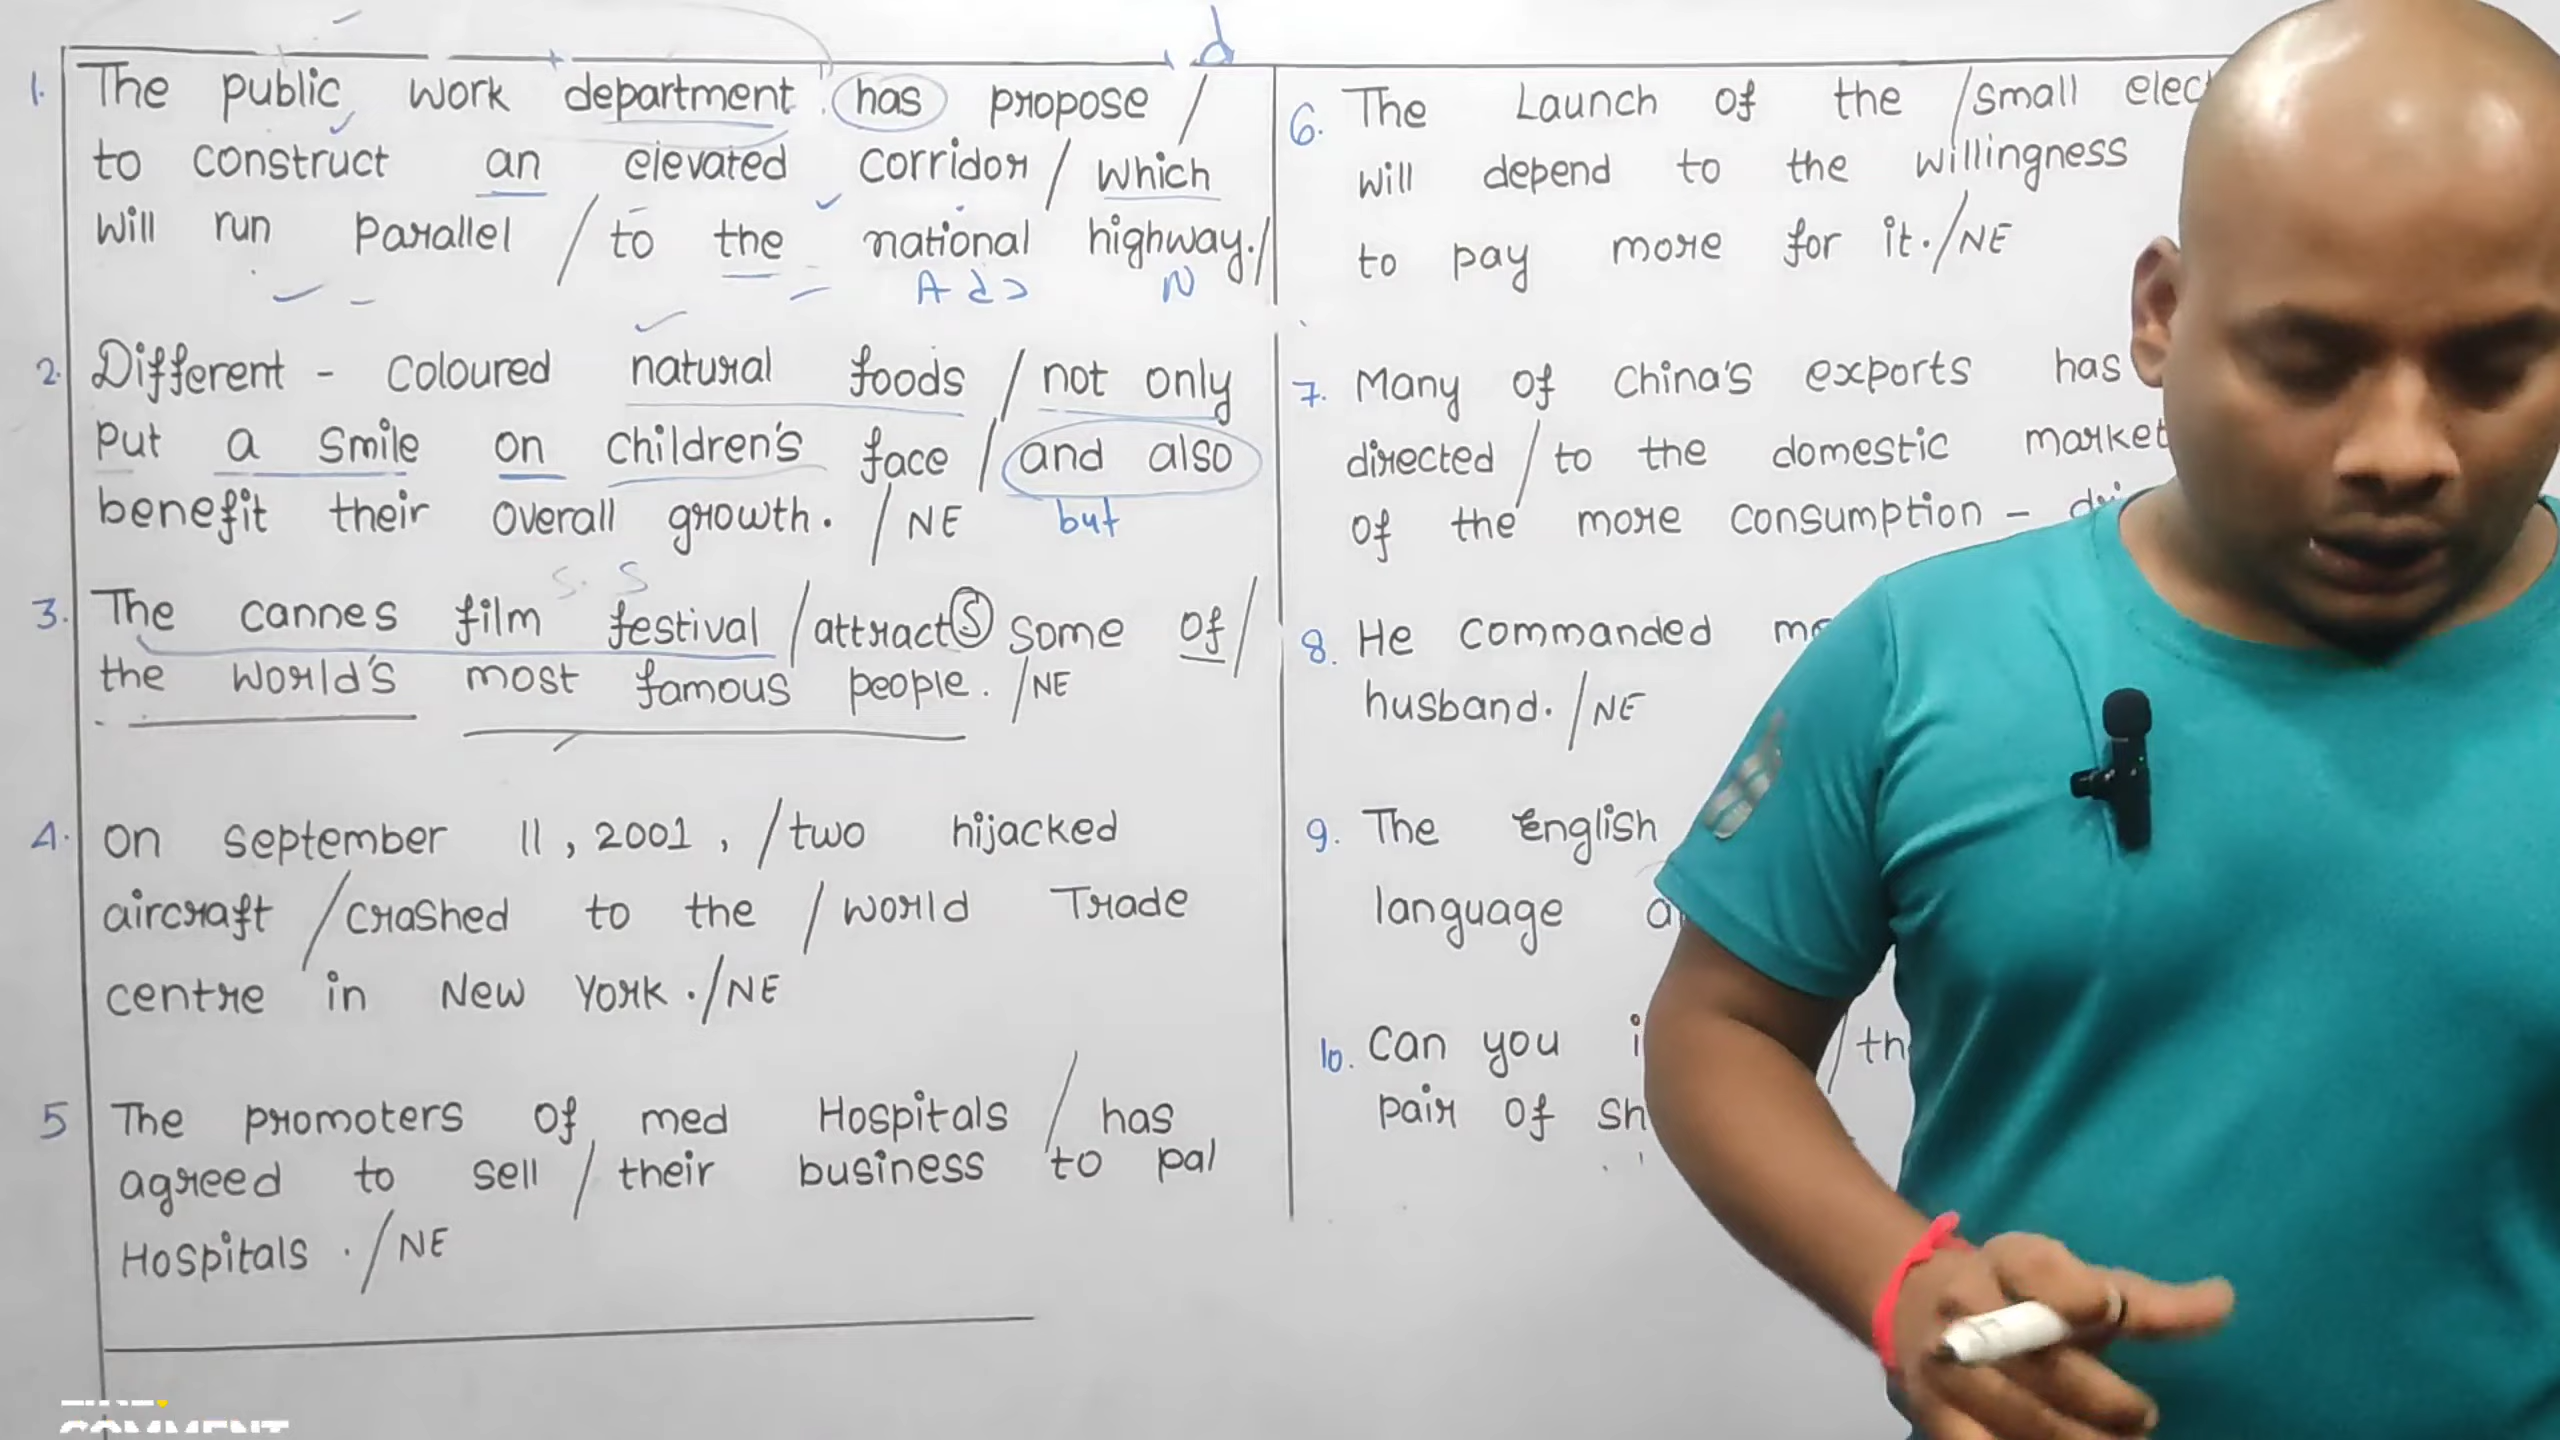 d
1. The public work department has propose /
to construct an elevated corridor / which
will run parallel / to the national highway. /
Adj N
2. Different - coloured natural foods / not only
put a smile on children's face / and also
benefit their overall growth. / NE but
S. S
3. The cannes film festival / attract(s) some of /
the world's most famous people. / NE
4. on september 11, 2001, / two hijacked
aircraft / crashed to the / world Trade
centre in New York. / NE
5 The promoters of med Hospitals / has
agreed to sell / their business to pal
Hospitals . / NE
6. The Launch of the / small
will depend to the willingness
to pay more for it. / NE
7. Many of china's exports has
directed / to the domestic market
of the more consumption -
8. He commanded
husband. / NE
9. The English
language
10. can you / 
pair of
COMMENT